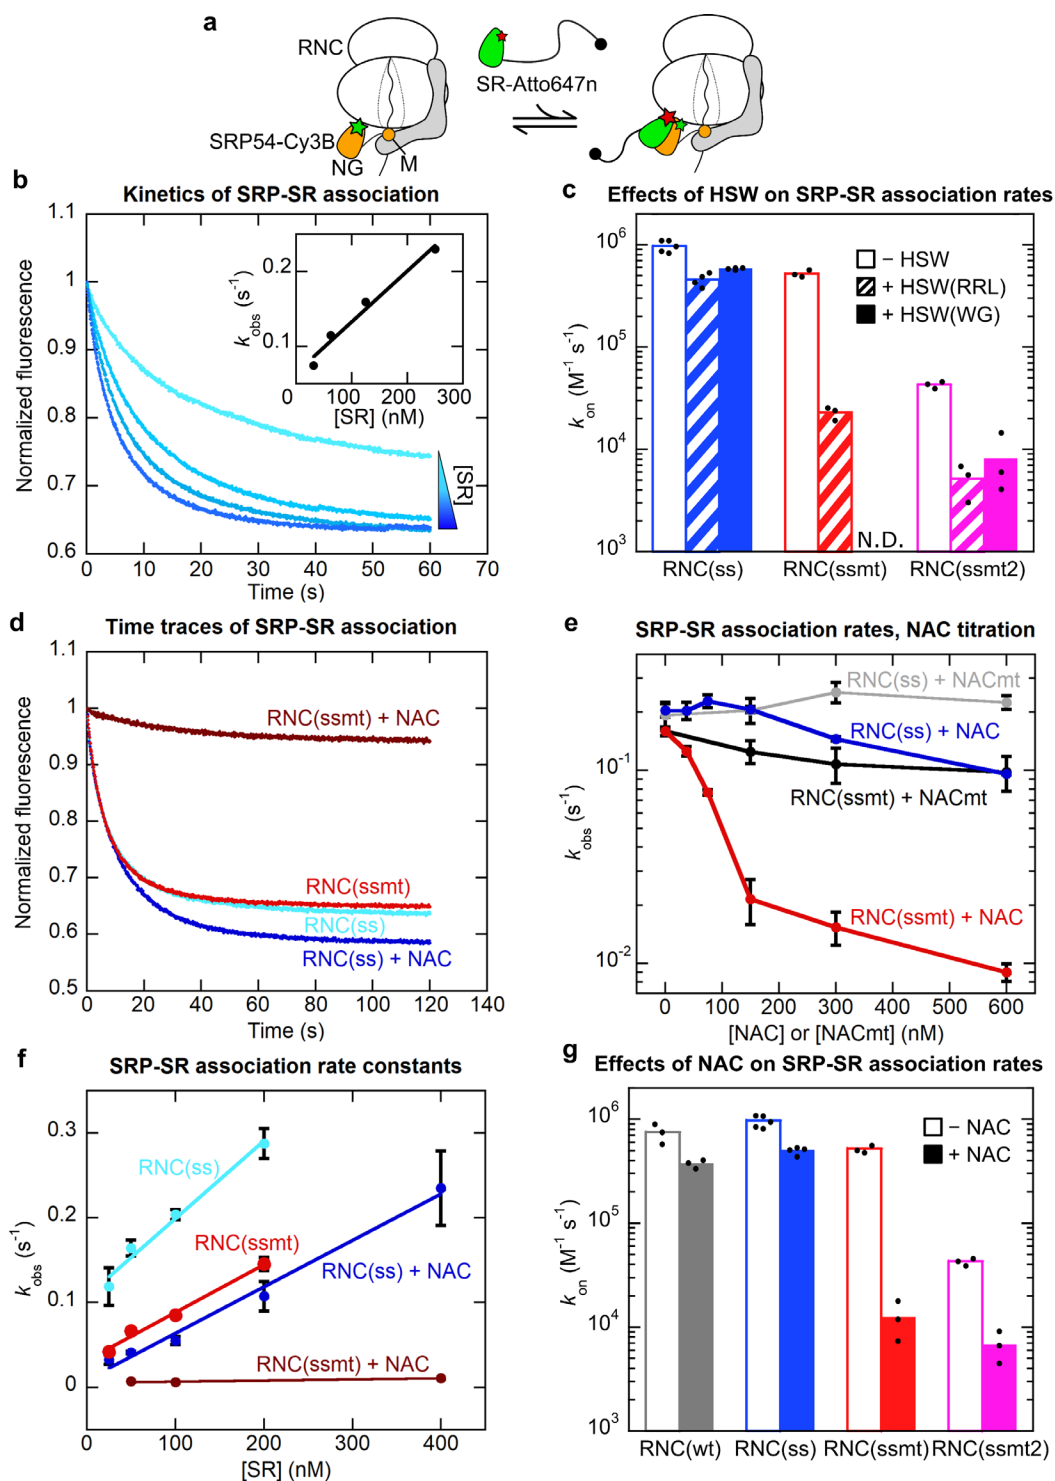 a
RNC
SR-Atto647n
SRP54-Cy3B
NG
M
b
Kinetics of SRP-SR association
1.1
1
0.9
0.8
0.7
0.6
Normalized fluorescence
0 10 20 30 40 50 60 70
Time (s)
0.2
0.1
kobs (s-1)
0 100 200 300
[SR] (nM)
[SR]
c
Effects of HSW on SRP-SR association rates
10^6
10^5
10^4
10^3
kon (M-1 s-1)
− HSW
+ HSW(RRL)
+ HSW(WG)
N.D.
RNC(ss) RNC(ssmt) RNC(ssmt2)
d
Time traces of SRP-SR association
1.1
1
0.9
0.8
0.7
0.6
0.5
Normalized fluorescence
RNC(ssmt) + NAC
RNC(ssmt)
RNC(ss)
RNC(ss) + NAC
0 20 40 60 80 100 120 140
Time (s)
e
SRP-SR association rates, NAC titration
10^-1
10^-2
kobs (s-1)
RNC(ss) + NACmt
RNC(ss) + NAC
RNC(ssmt) + NACmt
RNC(ssmt) + NAC
0 100 200 300 400 500 600
[NAC] or [NACmt] (nM)
f
SRP-SR association rate constants
0.3
0.2
0.1
0
kobs (s-1)
RNC(ss)
RNC(ssmt)
RNC(ss) + NAC
RNC(ssmt) + NAC
0 100 200 300 400
[SR] (nM)
g
Effects of NAC on SRP-SR association rates
10^6
10^5
10^4
10^3
kon (M-1 s-1)
− NAC
+ NAC
RNC(wt) RNC(ss) RNC(ssmt) RNC(ssmt2)